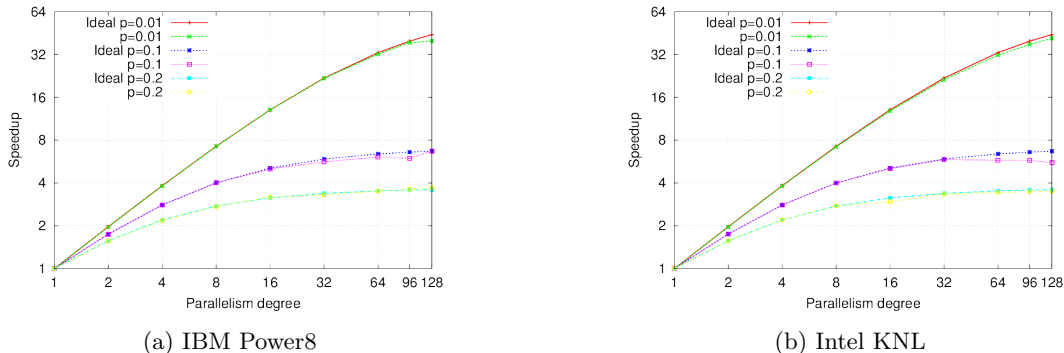 64
32
16
8
4
2
1
Speedup
Ideal p=0.01
p=0.01
Ideal p=0.1
p=0.1
Ideal p=0.2
p=0.2
1 2 4 8 16 32 64 96 128
Parallelism degree
(a) IBM Power8
64
32
16
8
4
2
1
Speedup
Ideal p=0.01
p=0.01
Ideal p=0.1
p=0.1
Ideal p=0.2
p=0.2
1 2 4 8 16 32 64 96 128
Parallelism degree
(b) Intel KNL